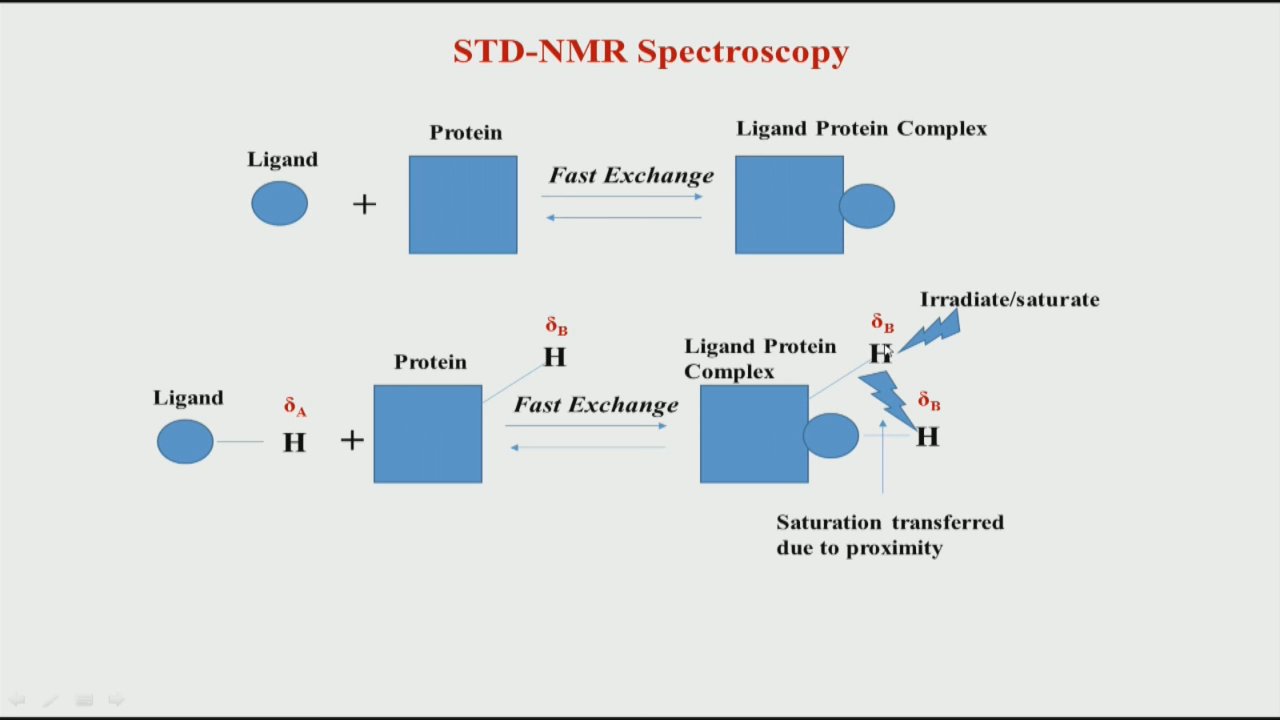 STD-NMR Spectroscopy
Ligand
+
Protein
Fast Exchange
Ligand Protein Complex
Ligand
δA
H
+
Protein
δB
H
Fast Exchange
Ligand Protein
Complex
δB
H
Irradiate/saturate
δB
H
Saturation transferred
due to proximity